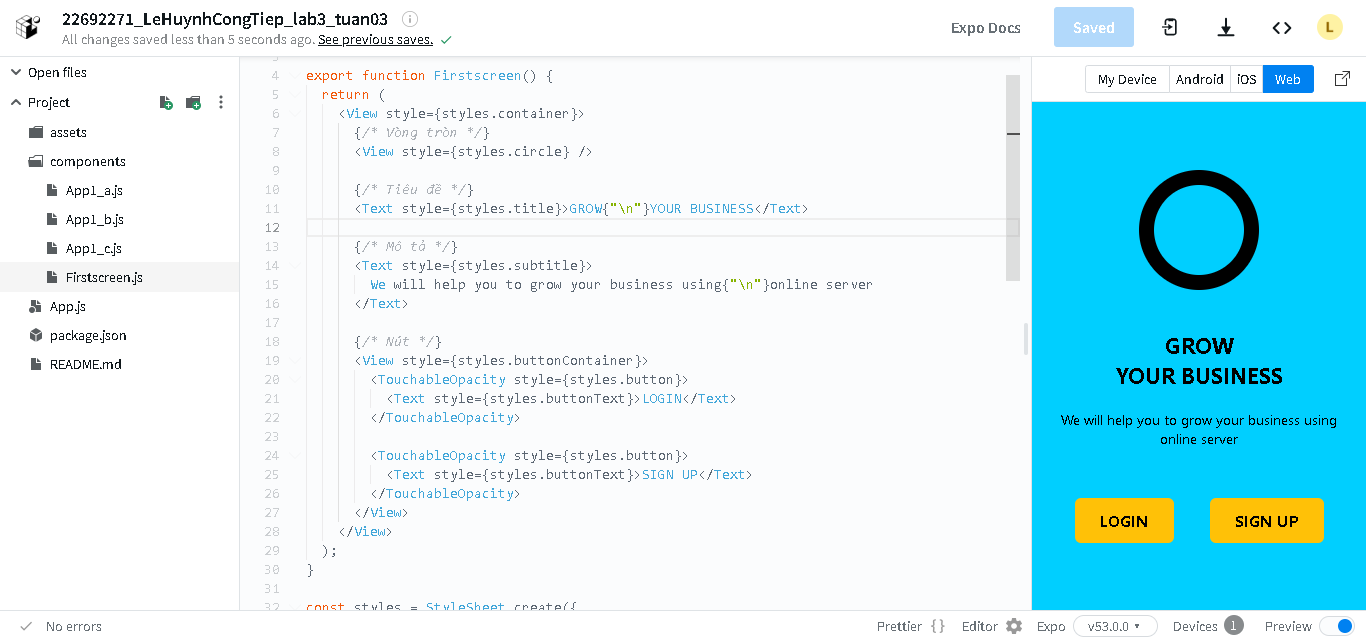 22692271_LeHuynhCongTiep_lab3_tuan03
All changes saved less than 5 seconds ago. See previous saves.
Expo Docs
Saved
L
Open files
Project
assets
components
App1_a.js
App1_b.js
App1_c.js
Firstscreen.js
App.js
package.json
README.md
4 export function Firstscreen() {
5 return (
6 <View style={styles.container}>
7 {/* Vòng tròn */}
8 <View style={styles.circle} />
9
10 {/* Tiêu đề */}
11 <Text style={styles.title}>GROW{"\n"}YOUR BUSINESS</Text>
12
13 {/* Mô tả */}
14 <Text style={styles.subtitle}>
15 We will help you to grow your business using{"\n"}online server
16 </Text>
17
18 {/* Nút */}
19 <View style={styles.buttonContainer}>
20 <TouchableOpacity style={styles.button}>
21 <Text style={styles.buttonText}>LOGIN</Text>
22 </TouchableOpacity>
23
24 <TouchableOpacity style={styles.button}>
25 <Text style={styles.buttonText}>SIGN UP</Text>
26 </TouchableOpacity>
27 </View>
28 </View>
29 );
30 }
31
32 const styles = StyleSheet.create({
My Device Android iOS Web
GROW
YOUR BUSINESS
We will help you to grow your business using
online server
LOGIN SIGN UP
No errors
Prettier {} Editor Expo v53.0.0 Devices 1 Preview